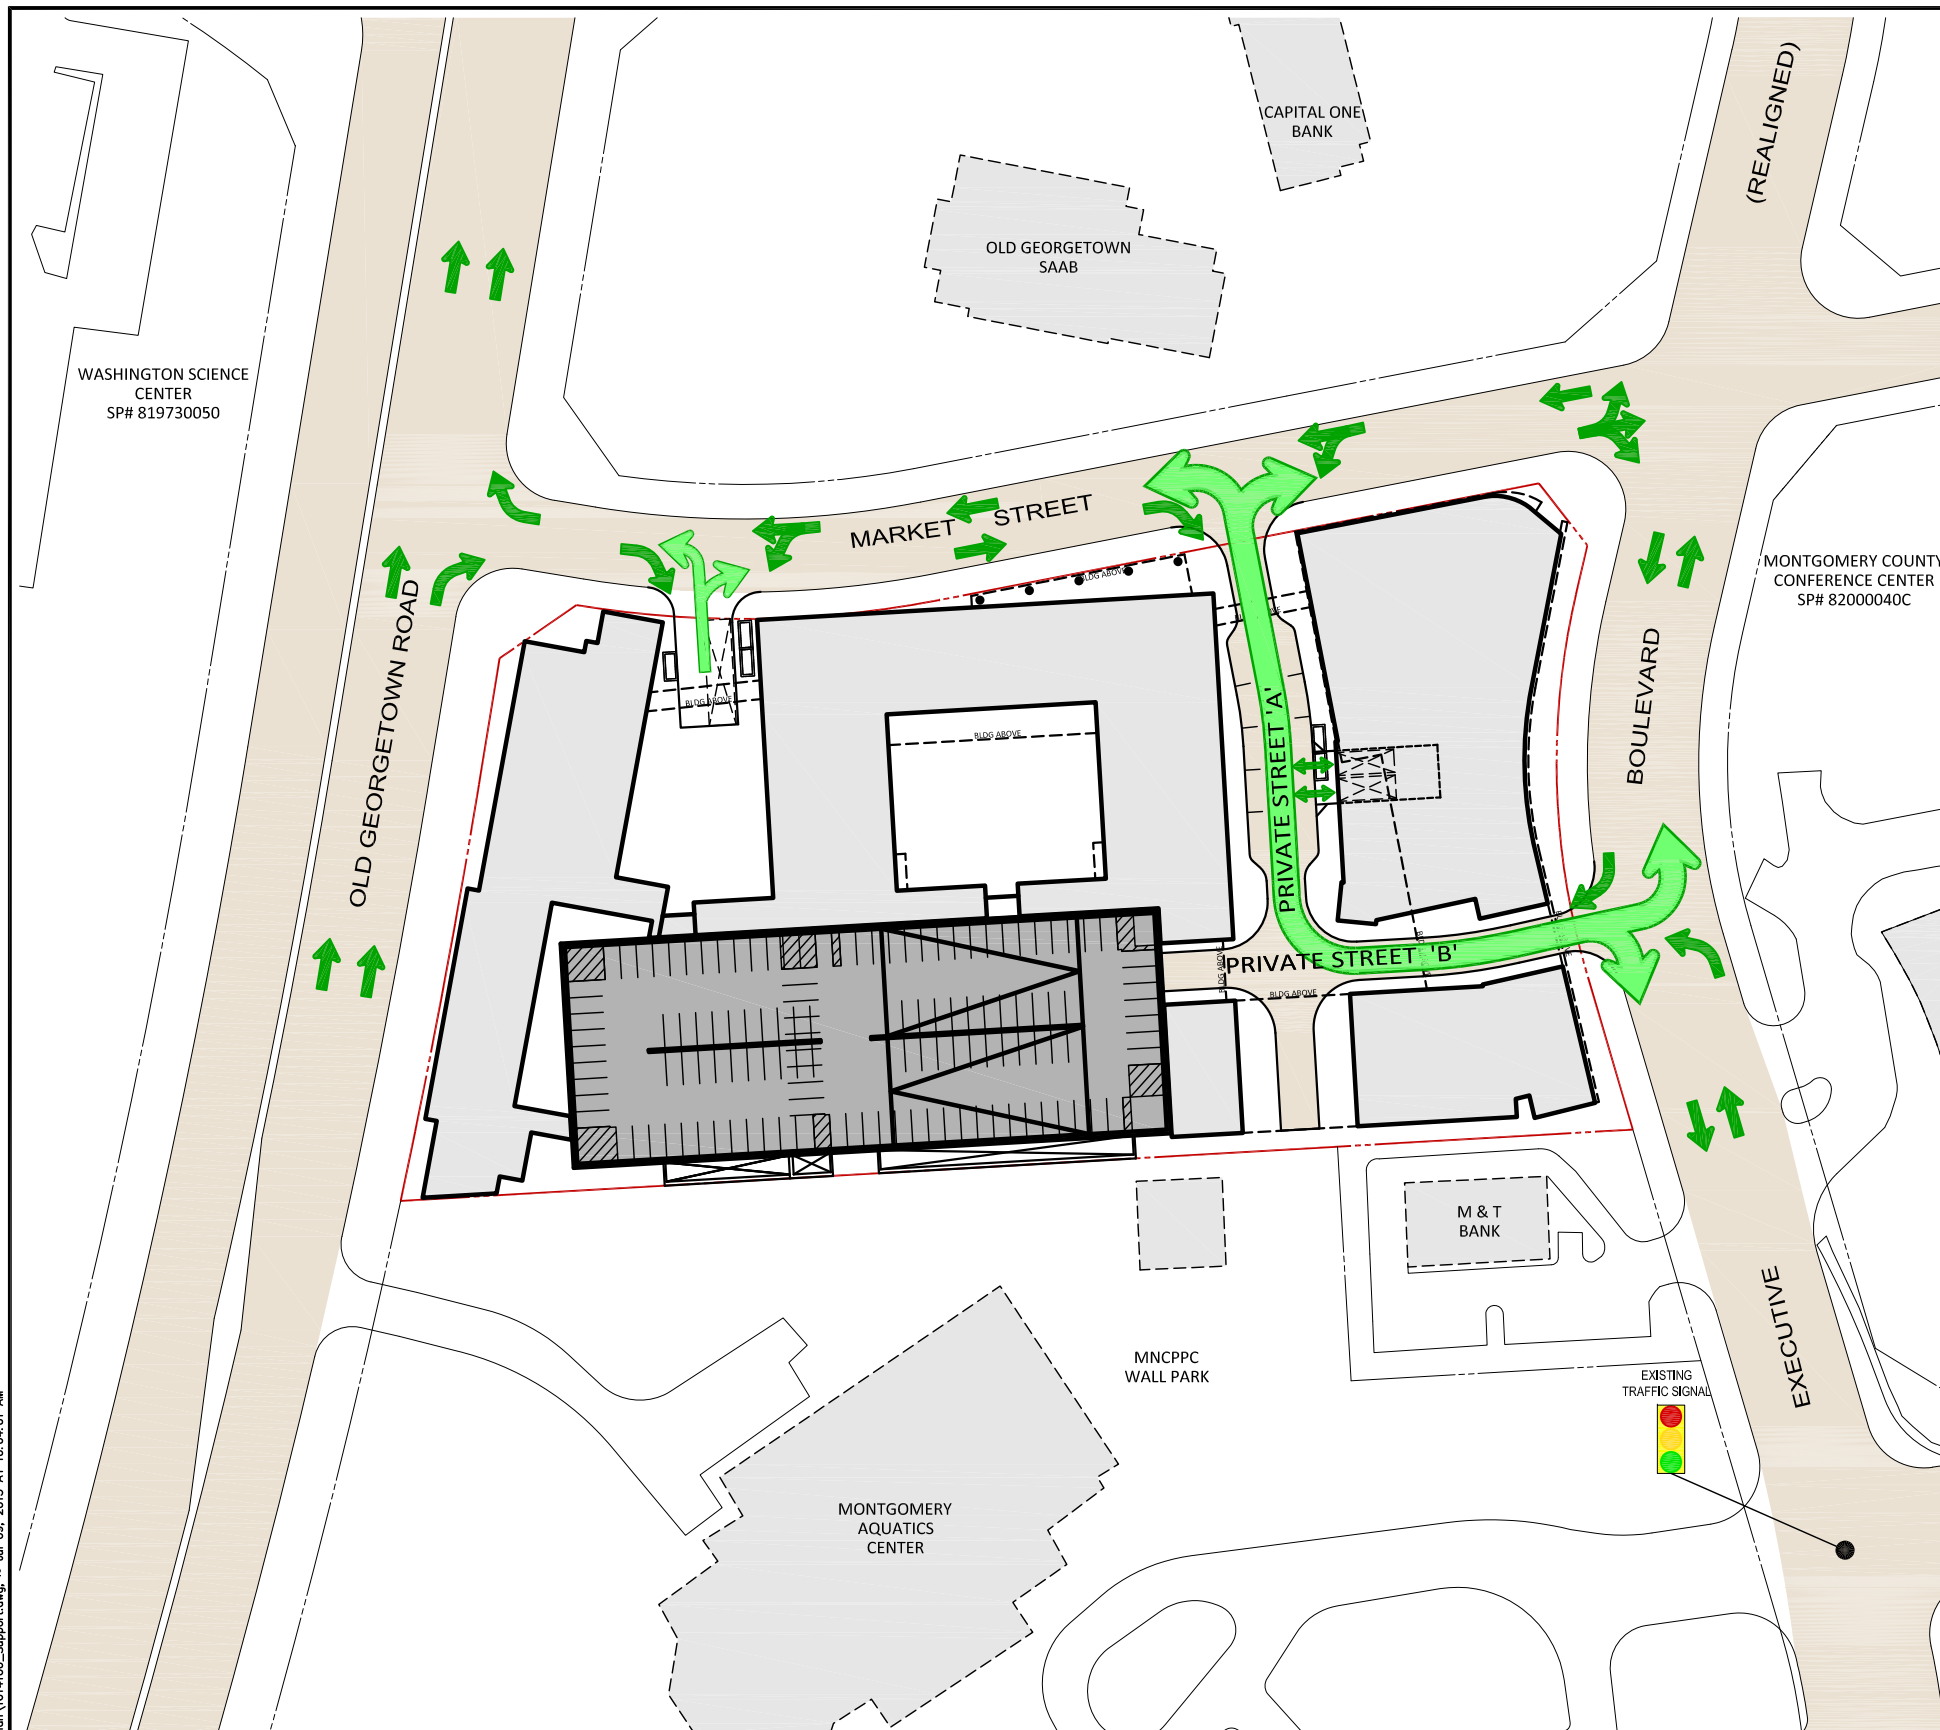 CAPITAL ONE
BANK
(REALIGNED)
OLD GEORGETOWN
SAAB
WASHINGTON SCIENCE
CENTER
SP# 819730050
MARKET STREET
MONTGOMERY COUNTY
CONFERENCE CENTER
SP# 82000040C
OLD GEORGETOWN ROAD
BLDG ABOVE
BLDG ABOVE
BLDG ABOVE
PRIVATE STREET 'A'
BOULEVARD
PRIVATE STREET 'B'
BLDG ABOVE
BLDG ABOVE
M & T
BANK
EXECUTIVE
MNCPPC
WALL PARK
EXISTING
TRAFFIC SIGNAL
MONTGOMERY
AQUATICS
CENTER